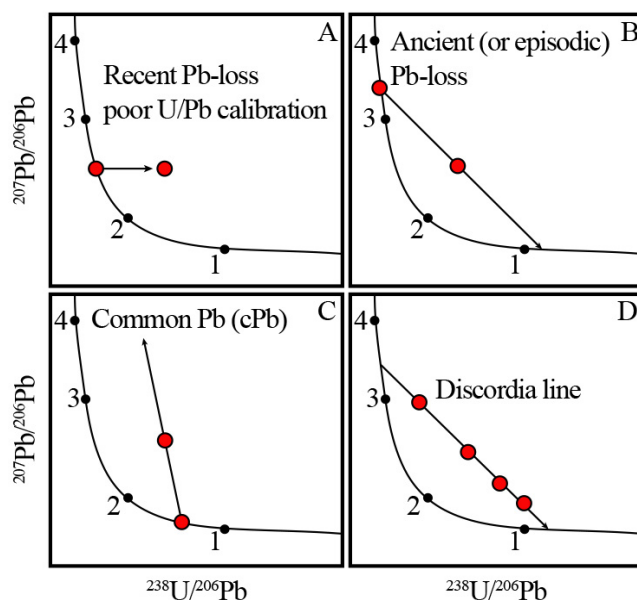 A
4
Recent Pb-loss
poor U/Pb calibration
3
2
1
B
4
Ancient (or episodic)
Pb-loss
3
2
1
²⁰⁷Pb/²⁰⁶Pb
C
4
Common Pb (cPb)
3
2
1
D
4
3
Discordia line
2
1
²⁰⁷Pb/²⁰⁶Pb
²³⁸U/²⁰⁶Pb
²³⁸U/²⁰⁶Pb